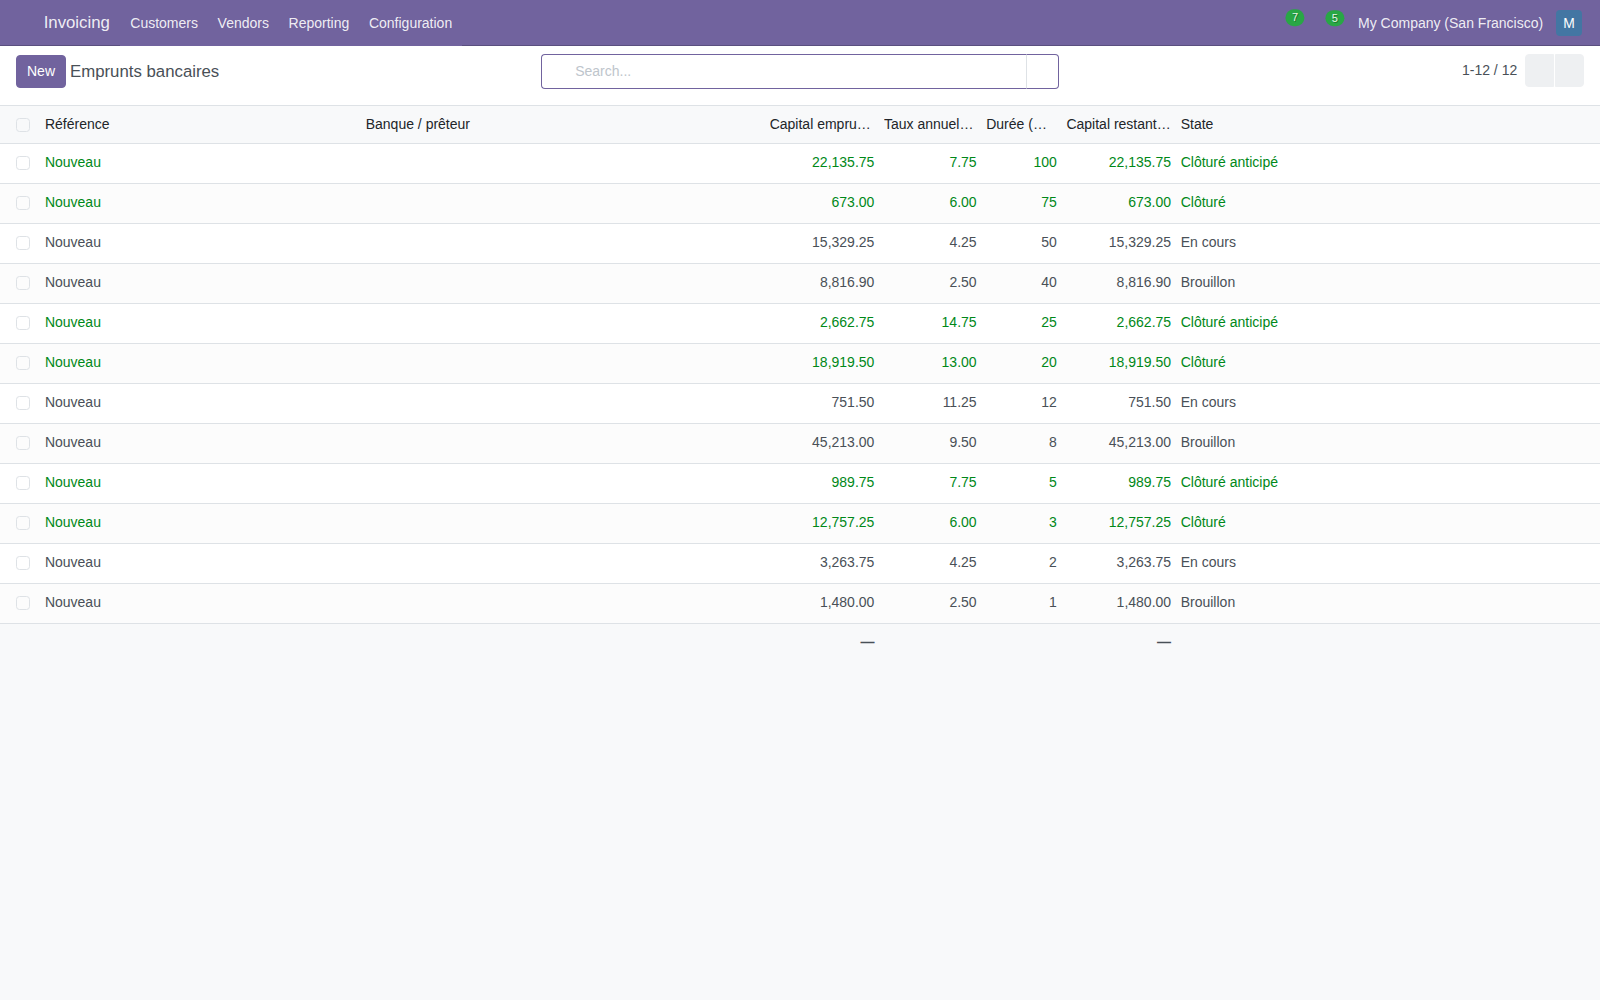 Invoicing Customers Vendors Reporting Configuration 7 5 My Company (San Francisco) M
New Emprunts bancaires Search... 1-12 / 12
Référence Banque / prêteur Capital empru… Taux annuel… Durée (… Capital restant… State
Nouveau 22,135.75 7.75 100 22,135.75 Clôturé anticipé
Nouveau 673.00 6.00 75 673.00 Clôturé
Nouveau 15,329.25 4.25 50 15,329.25 En cours
Nouveau 8,816.90 2.50 40 8,816.90 Brouillon
Nouveau 2,662.75 14.75 25 2,662.75 Clôturé anticipé
Nouveau 18,919.50 13.00 20 18,919.50 Clôturé
Nouveau 751.50 11.25 12 751.50 En cours
Nouveau 45,213.00 9.50 8 45,213.00 Brouillon
Nouveau 989.75 7.75 5 989.75 Clôturé anticipé
Nouveau 12,757.25 6.00 3 12,757.25 Clôturé
Nouveau 3,263.75 4.25 2 3,263.75 En cours
Nouveau 1,480.00 2.50 1 1,480.00 Brouillon
— —